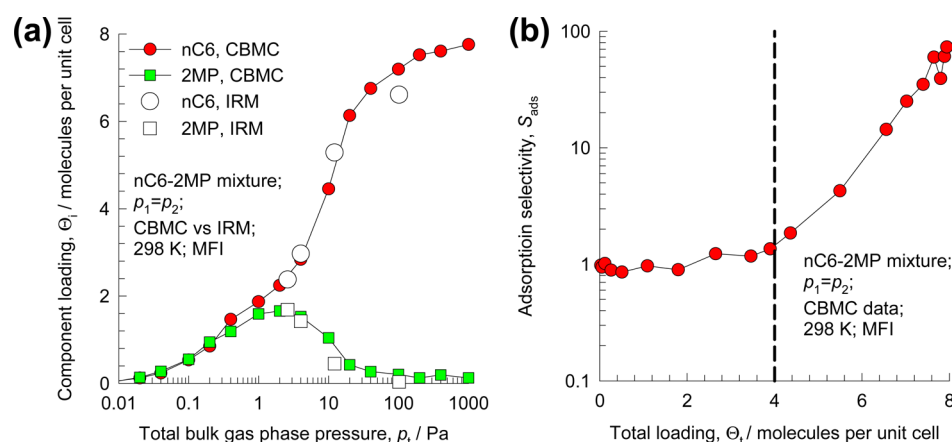 (a)
Component loading, Θi / molecules per unit cell
8
6
4
2
0
nC6, CBMC
2MP, CBMC
nC6, IRM
2MP, IRM
nC6-2MP mixture;
p1=p2;
CBMC vs IRM;
298 K; MFI
0.01 0.1 1 10 100 1000
Total bulk gas phase pressure, pt / Pa
(b)
Adsorption selectivity, Sads
100
10
1
0.1
nC6-2MP mixture;
p1=p2;
CBMC data;
298 K; MFI
0 2 4 6 8
Total loading, Θt / molecules per unit cell